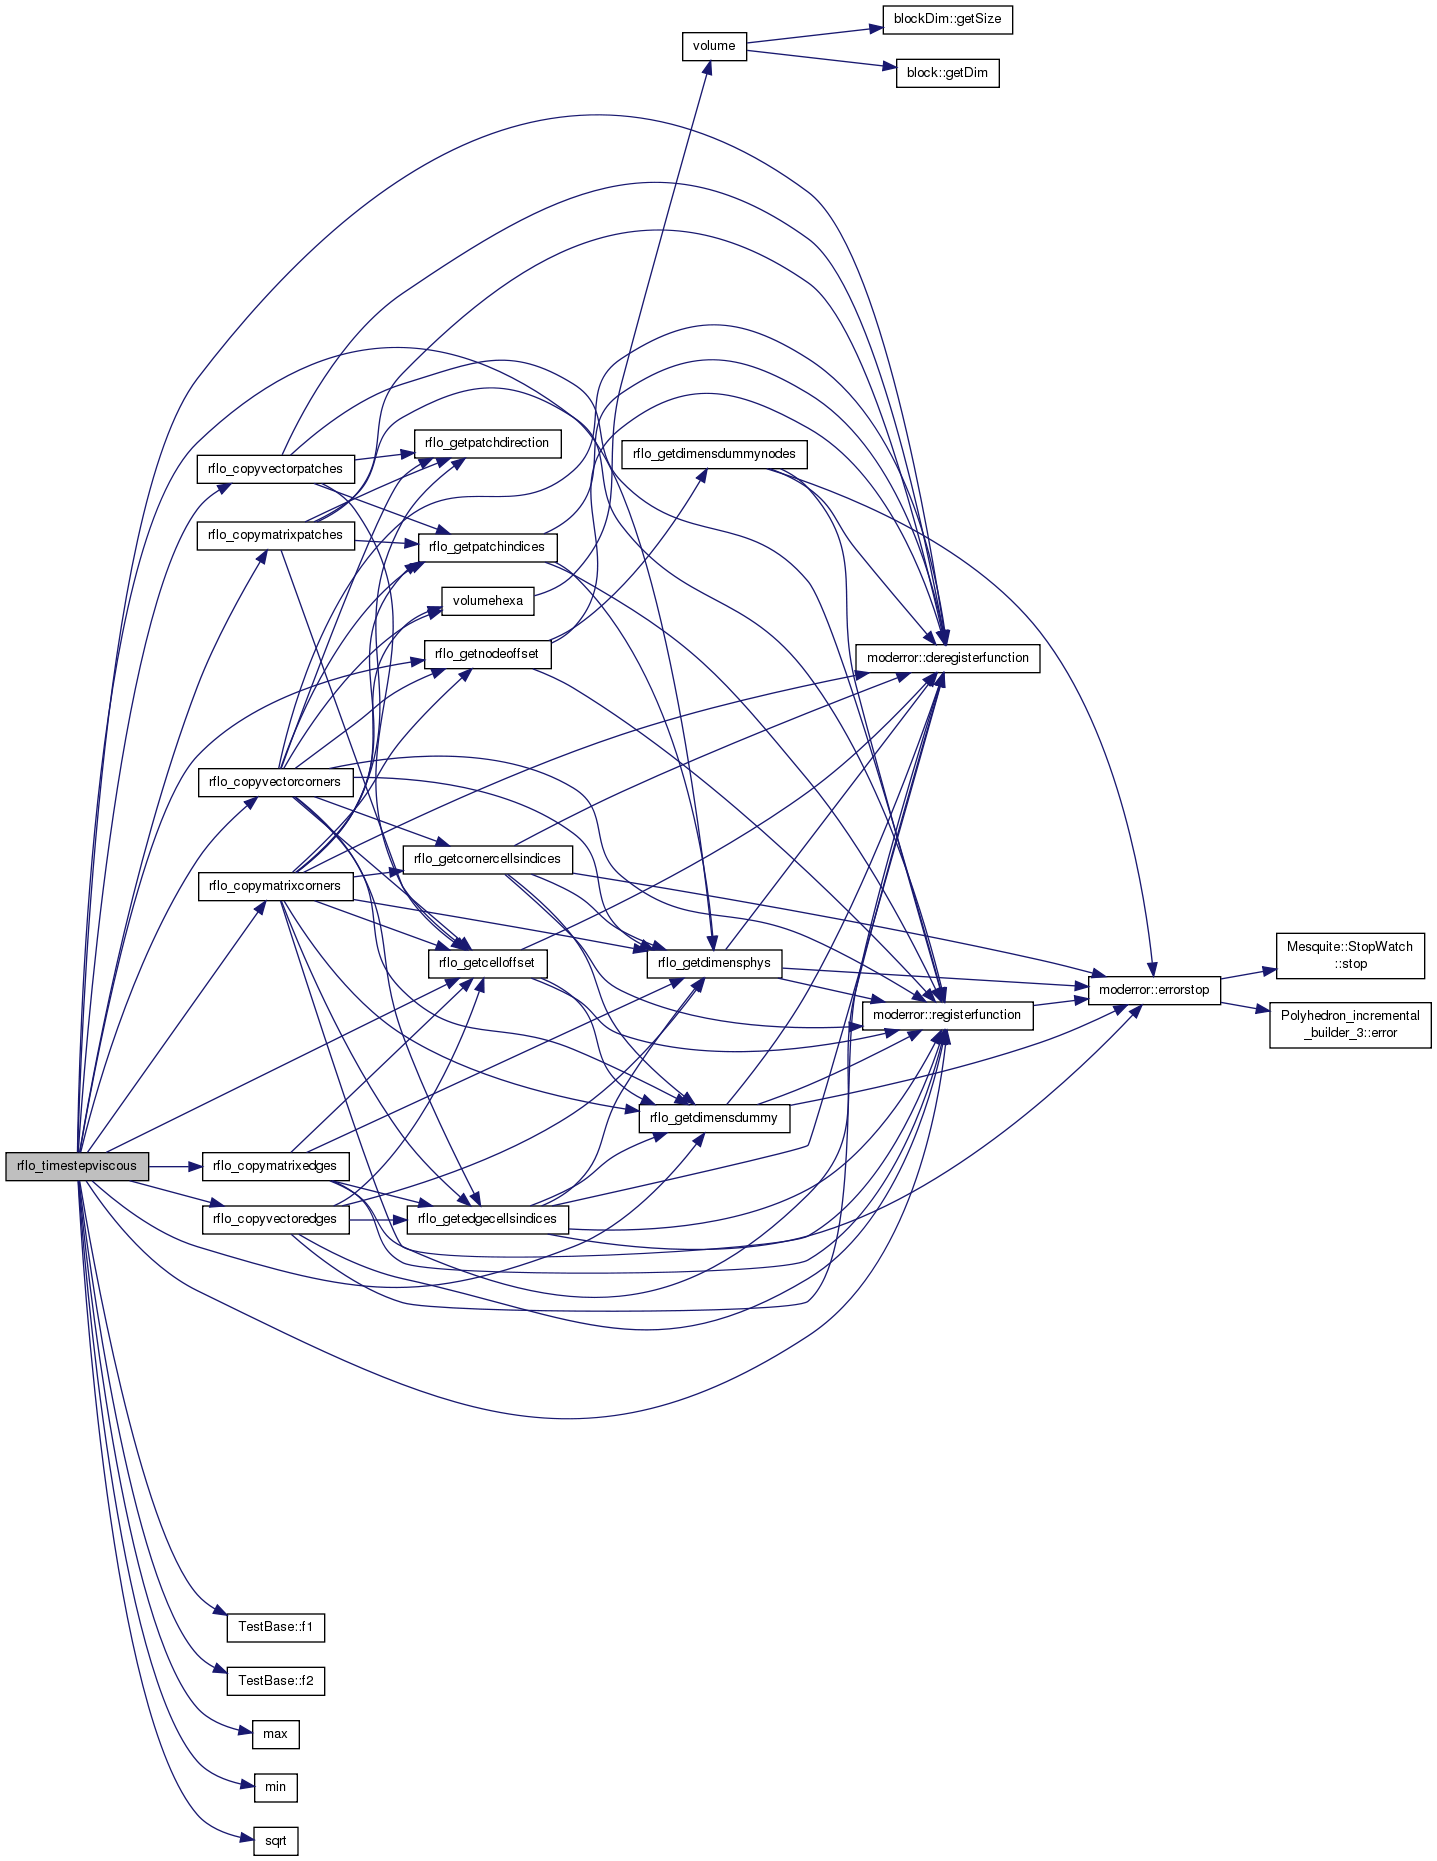 volume
blockDim::getSize
block::getDim
rflo_getpatchdirection
rflo_getdimensdummynodes
rflo_copyvectorpatches
rflo_copymatrixpatches
rflo_getpatchindices
volumehexa
rflo_getnodeoffset
moderror::deregisterfunction
rflo_copyvectorcorners
rflo_getcornercellsindices
rflo_copymatrixcorners
rflo_getcelloffset
rflo_getdimensphys
Mesquite::StopWatch
::stop
moderror::errorstop
moderror::registerfunction
Polyhedron_incremental
_builder_3::error
rflo_getdimensdummy
rflo_timestepviscous
rflo_copymatrixedges
rflo_copyvectoredges
rflo_getedgecellsindices
TestBase::f1
TestBase::f2
max
min
sqrt